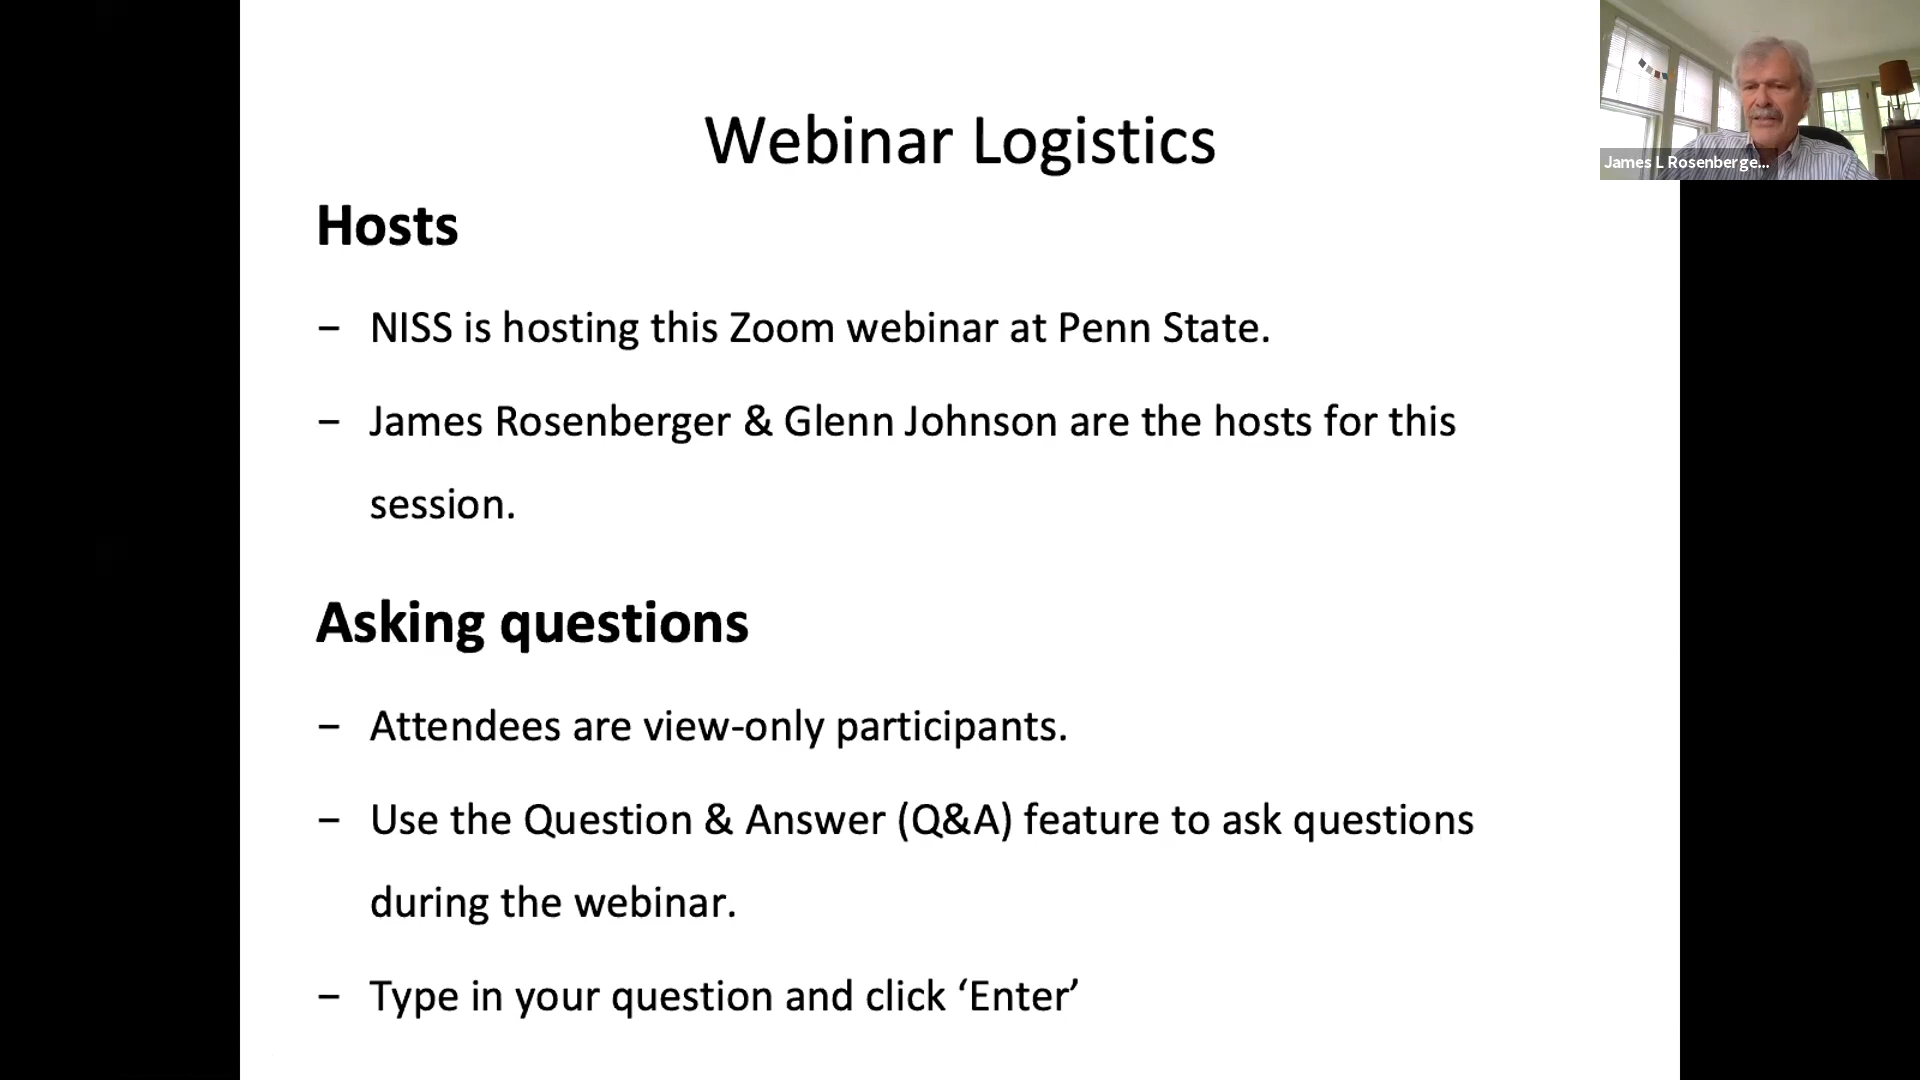 Webinar Logistics
James L Rosenberge...
Hosts
– NISS is hosting this Zoom webinar at Penn State.
– James Rosenberger & Glenn Johnson are the hosts for this
session.
Asking questions
– Attendees are view-only participants.
– Use the Question & Answer (Q&A) feature to ask questions
during the webinar.
– Type in your question and click ‘Enter’